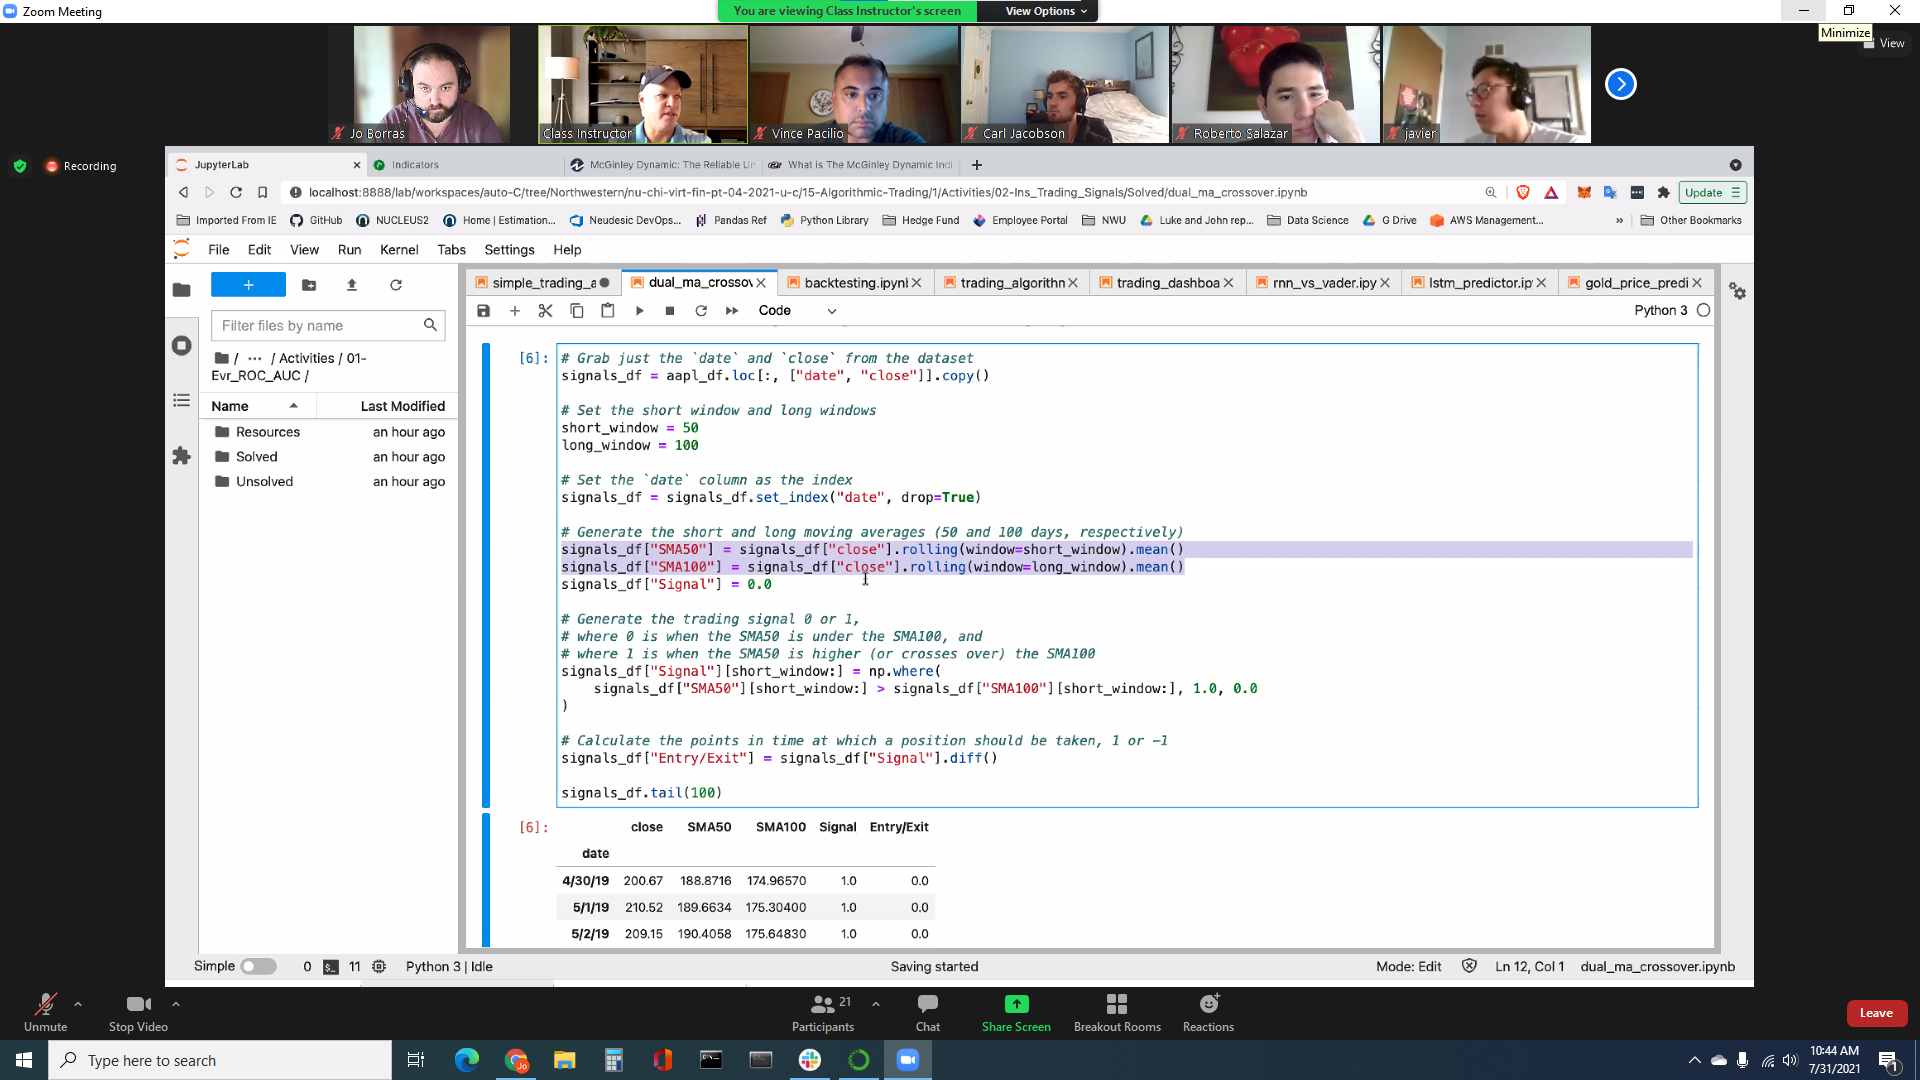 Zoom Meeting
You are viewing Class Instructor's screen
View Options
Minimize
View
Jo Borras
Class Instructor
Vince Pacilio
Carl Jacobson
Roberto Salazar
javier
Recording
JupyterLab
Indicators
McGinley Dynamic: The Reliable Un
What is The McGinley Dynamic Indi
localhost:8888/lab/workspaces/auto-C/tree/Northwestern/nu-chi-virt-fin-pt-04-2021-u-c/15-Algorithmic-Trading/1/Activities/02-Ins_Trading_Signals/Solved/dual_ma_crossover.ipynb
Update
Imported From IE
GitHub
NUCLEUS2
Home | Estimation...
Neudesic DevOps...
Pandas Ref
Python Library
Hedge Fund
Employee Portal
NWU
Luke and John rep...
Data Science
G Drive
AWS Management...
»
Other Bookmarks
File Edit View Run Kernel Tabs Settings Help
simple_trading_a
dual_ma_crossov
backtesting.ipynl
trading_algorithn
trading_dashboa
rnn_vs_vader.ipy
lstm_predictor.ip
gold_price_predi
Code
Python 3
Filter files by name
/ ··· / Activities / 01-
Evr_ROC_AUC /
Name Last Modified
Resources an hour ago
Solved an hour ago
Unsolved an hour ago
[6]:
# Grab just the `date` and `close` from the dataset
signals_df = aapl_df.loc[:, ["date", "close"]].copy()
# Set the short window and long windows
short_window = 50
long_window = 100
# Set the `date` column as the index
signals_df = signals_df.set_index("date", drop=True)
# Generate the short and long moving averages (50 and 100 days, respectively)
signals_df["SMA50"] = signals_df["close"].rolling(window=short_window).mean()
signals_df["SMA100"] = signals_df["close"].rolling(window=long_window).mean()
signals_df["Signal"] = 0.0
# Generate the trading signal 0 or 1,
# where 0 is when the SMA50 is under the SMA100, and
# where 1 is when the SMA50 is higher (or crosses over) the SMA100
signals_df["Signal"][short_window:] = np.where(
signals_df["SMA50"][short_window:] > signals_df["SMA100"][short_window:], 1.0, 0.0
)
# Calculate the points in time at which a position should be taken, 1 or -1
signals_df["Entry/Exit"] = signals_df["Signal"].diff()
signals_df.tail(100)
[6]:
close SMA50 SMA100 Signal Entry/Exit
date
4/30/19 200.67 188.8716 174.96570 1.0 0.0
5/1/19 210.52 189.6634 175.30400 1.0 0.0
5/2/19 209.15 190.4058 175.64830 1.0 0.0
Simple 0 11 Python 3 | Idle Saving started Mode: Edit Ln 12, Col 1 dual_ma_crossover.ipynb
Unmute
Stop Video
21
Participants
Chat
Share Screen
Breakout Rooms
Reactions
Leave
Type here to search
10:44 AM
7/31/2021
1